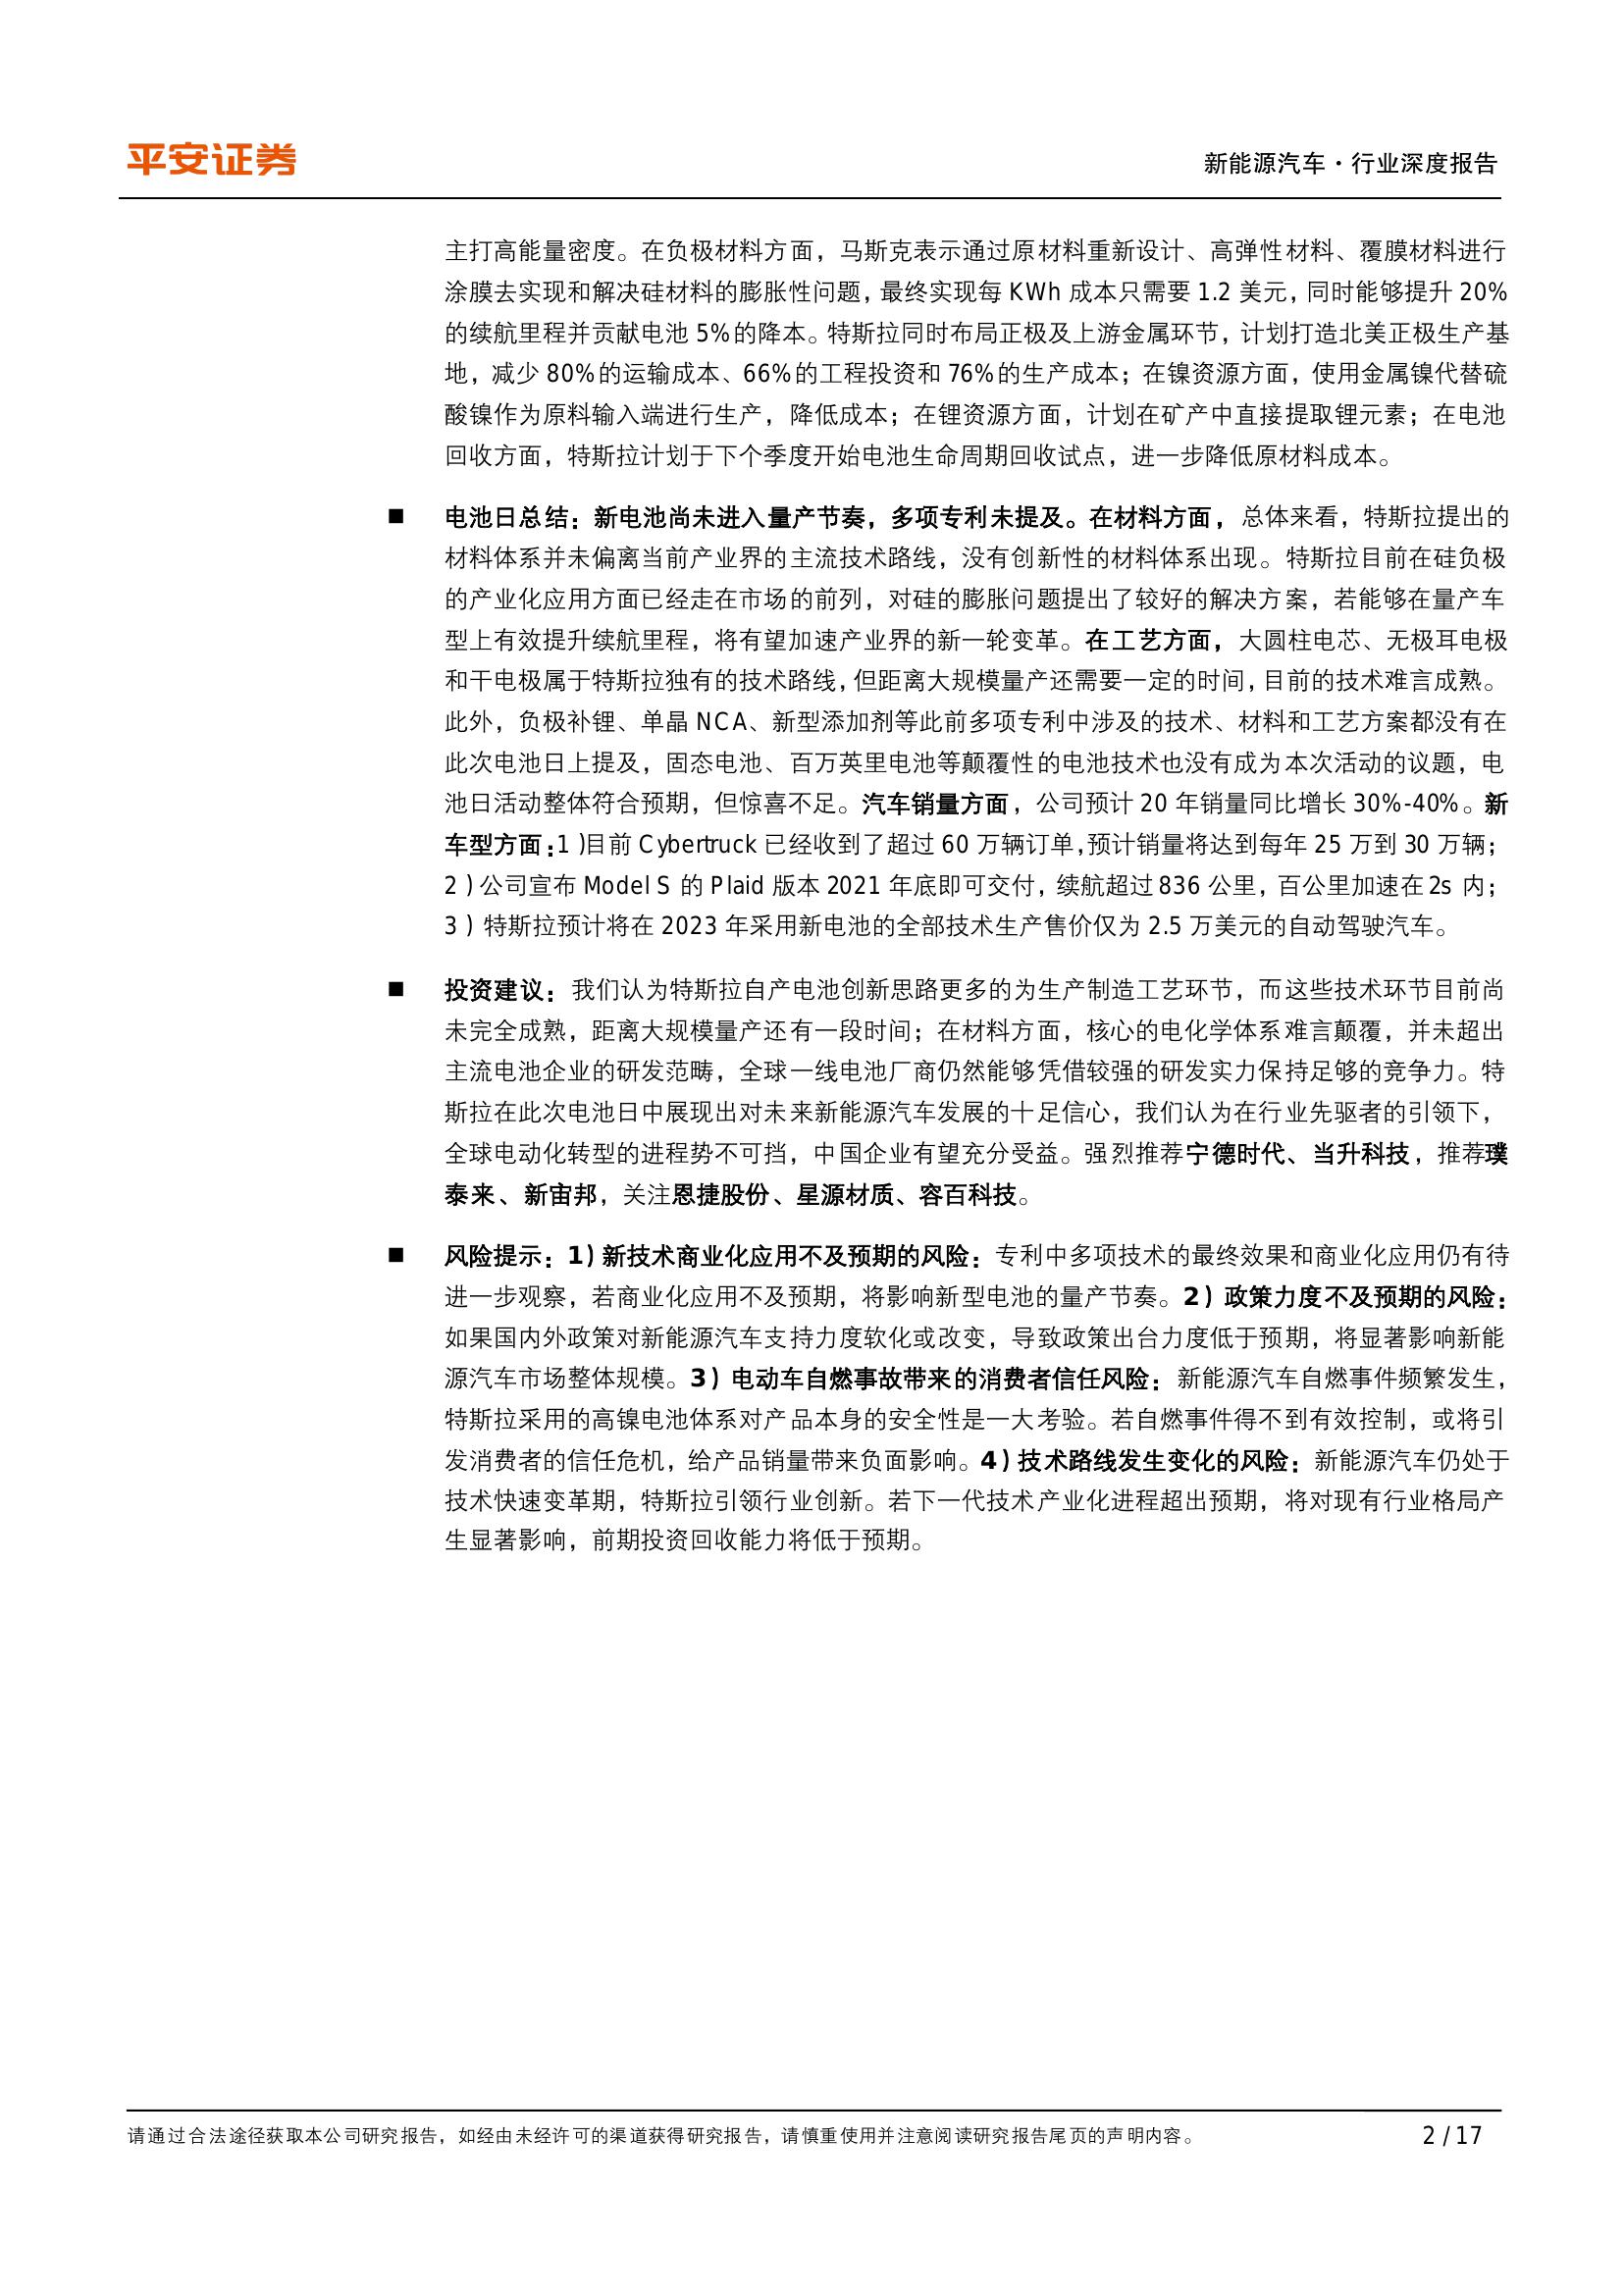 平安证券
新能源汽车·行业深度报告
主打高能量密度。在负极材料方面，马斯克表示通过原材料重新设计、高弹性材料、覆膜材料进行
涂膜去实现和解决硅材料的膨胀性问题，最终实现每 KWh 成本只需要 1.2 美元，同时能够提升 20%
的续航里程并贡献电池 5%的降本。特斯拉同时布局正极及上游金属环节，计划打造北美正极生产基
地，减少 80%的运输成本、66%的工程投资和 76%的生产成本；在镍资源方面，使用金属镍代替硫
酸镍作为原料输入端进行生产，降低成本；在锂资源方面，计划在矿产中直接提取锂元素；在电池
回收方面，特斯拉计划于下个季度开始电池生命周期回收试点，进一步降低原材料成本。
■ 电池日总结：新电池尚未进入量产节奏，多项专利未提及。在材料方面，总体来看，特斯拉提出的
材料体系并未偏离当前产业界的主流技术路线，没有创新性的材料体系出现。特斯拉目前在硅负极
的产业化应用方面已经走在市场的前列，对硅的膨胀问题提出了较好的解决方案，若能够在量产车
型上有效提升续航里程，将有望加速产业界的新一轮变革。在工艺方面，大圆柱电芯、无极耳电极
和干电极属于特斯拉独有的技术路线，但距离大规模量产还需要一定的时间，目前的技术难言成熟。
此外，负极补锂、单晶 NCA、新型添加剂等此前多项专利中涉及的技术、材料和工艺方案都没有在
此次电池日上提及，固态电池、百万英里电池等颠覆性的电池技术也没有成为本次活动的议题，电
池日活动整体符合预期，但惊喜不足。汽车销量方面，公司预计 20 年销量同比增长 30%-40%。新
车型方面：1）目前 Cybertruck 已经收到了超过 60 万辆订单，预计销量将达到每年 25 万到 30 万辆；
2）公司宣布 Model S 的 Plaid 版本 2021 年底即可交付，续航超过 836 公里，百公里加速在 2s 内；
3）特斯拉预计将在 2023 年采用新电池的全部技术生产售价仅为 2.5 万美元的自动驾驶汽车。
■ 投资建议：我们认为特斯拉自产电池创新思路更多的为生产制造工艺环节，而这些技术环节目前尚
未完全成熟，距离大规模量产还有一段时间；在材料方面，核心的电化学体系难言颠覆，并未超出
主流电池企业的研发范畴，全球一线电池厂商仍然能够凭借较强的研发实力保持足够的竞争力。特
斯拉在此次电池日中展现出对未来新能源汽车发展的十足信心，我们认为在行业先驱者的引领下，
全球电动化转型的进程势不可挡，中国企业有望充分受益。强烈推荐宁德时代、当升科技，推荐璞
泰来、新宙邦，关注恩捷股份、星源材质、容百科技。
■ 风险提示：1）新技术商业化应用不及预期的风险：专利中多项技术的最终效果和商业化应用仍有待
进一步观察，若商业化应用不及预期，将影响新型电池的量产节奏。2）政策力度不及预期的风险：
如果国内外政策对新能源汽车支持力度软化或改变，导致政策出台力度低于预期，将显著影响新能
源汽车市场整体规模。3）电动车自燃事故带来的消费者信任风险：新能源汽车自燃事件频繁发生，
特斯拉采用的高镍电池体系对产品本身的安全性是一大考验。若自燃事件得不到有效控制，或将引
发消费者的信任危机，给产品销量带来负面影响。4）技术路线发生变化的风险：新能源汽车仍处于
技术快速变革期，特斯拉引领行业创新。若下一代技术产业化进程超出预期，将对现有行业格局产
生显著影响，前期投资回收能力将低于预期。
请通过合法途径获取本公司研究报告，如经由未经许可的渠道获得研究报告，请慎重使用并注意阅读研究报告尾页的声明内容。
2 / 17